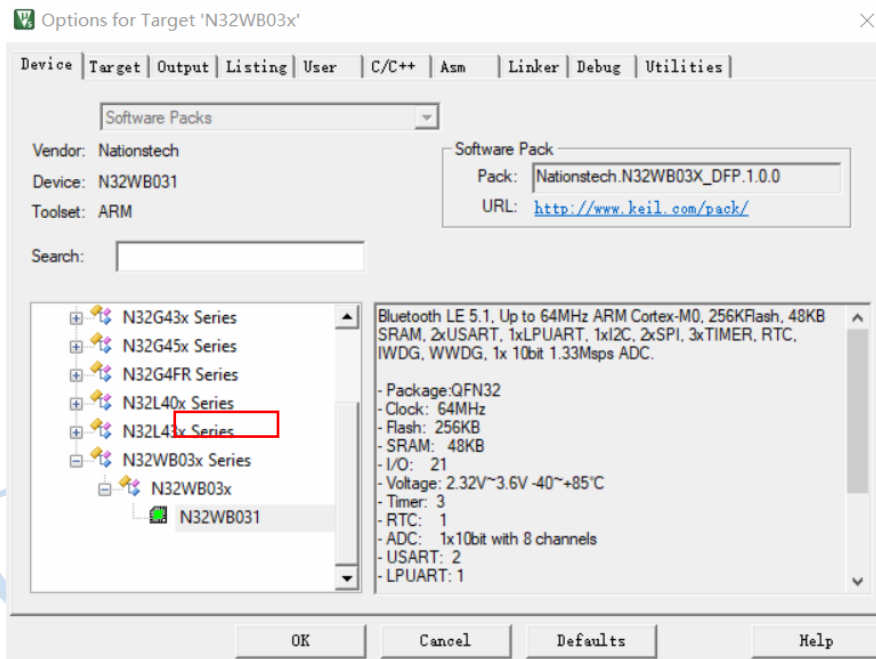 Options for Target 'N32WB03x'
Device Target Output Listing User C/C++ Asm Linker Debug Utilities
Software Packs
Vendor: Nationstech
Device: N32WB031
Toolset: ARM
Software Pack
Pack: Nationstech.N32WB03X_DFP.1.0.0
URL: http://www.keil.com/pack/
Search:
N32G43x Series
N32G45x Series
N32G4FR Series
N32L40x Series
N32L43x Series
N32WB03x Series
N32WB03x
N32WB031
Bluetooth LE 5.1, Up to 64MHz ARM Cortex-M0, 256KFlash, 48KB
SRAM, 2xUSART, 1xLPUART, 1xI2C, 2xSPI, 3xTIMER, RTC,
IWDG, WWDG, 1x 10bit 1.33Msps ADC.
- Package:QFN32
- Clock: 64MHz
- Flash: 256KB
- SRAM: 48KB
- I/O: 21
- Voltage: 2.32V~3.6V -40~+85℃
- Timer: 3
- RTC: 1
- ADC: 1x10bit with 8 channels
- USART: 2
- LPUART: 1
OK Cancel Defaults Help